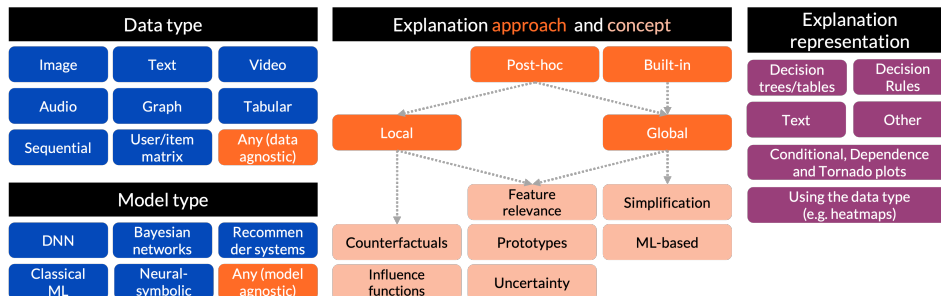 Data type
Image
Text
Video
Audio
Graph
Tabular
Sequential
User/item
matrix
Any (data
agnostic)
Model type
DNN
Bayesian
networks
Recommen
der systems
Classical
ML
Neural-
symbolic
Any (model
agnostic)
Explanation approach and concept
Post-hoc
Built-in
Local
Global
Feature
relevance
Simplification
Counterfactuals
Prototypes
ML-based
Influence
functions
Uncertainty
Explanation
representation
Decision
trees/tables
Decision
Rules
Text
Other
Conditional, Dependence
and Tornado plots
Using the data type
(e.g. heatmaps)